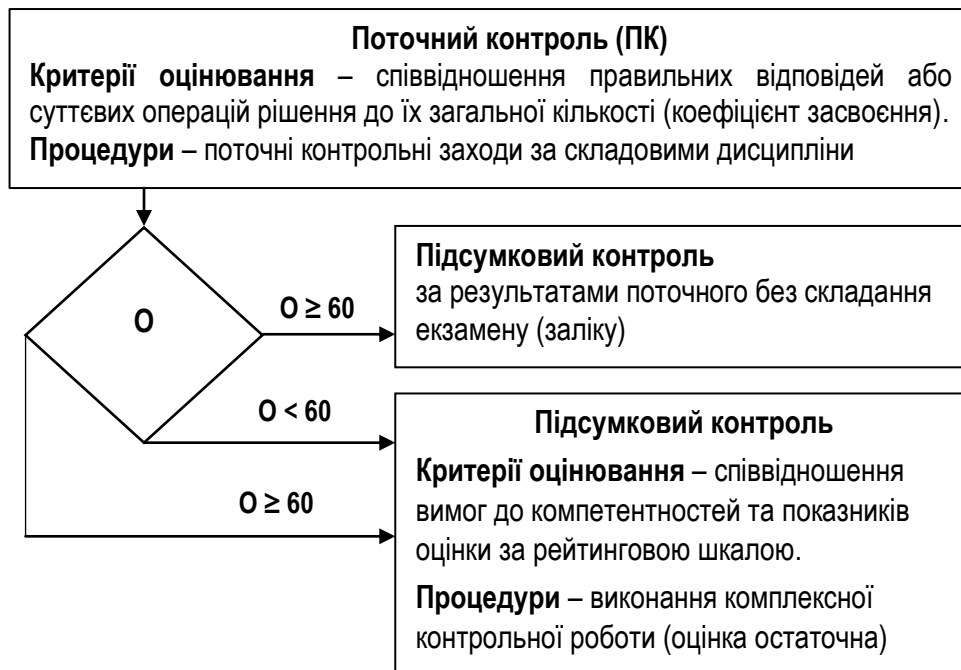 Поточний контроль (ПК)
Критерії оцінювання – співвідношення правильних відповідей або
суттєвих операцій рішення до їх загальної кількості (коефіцієнт засвоєння).
Процедури – поточні контрольні заходи за складовими дисципліни
О
О ≥ 60
Підсумковий контроль
за результатами поточного без складання
екзамену (заліку)
О < 60
О ≥ 60
Підсумковий контроль
Критерії оцінювання – співвідношення
вимог до компетентностей та показників
оцінки за рейтинговою шкалою.
Процедури – виконання комплексної
контрольної роботи (оцінка остаточна)